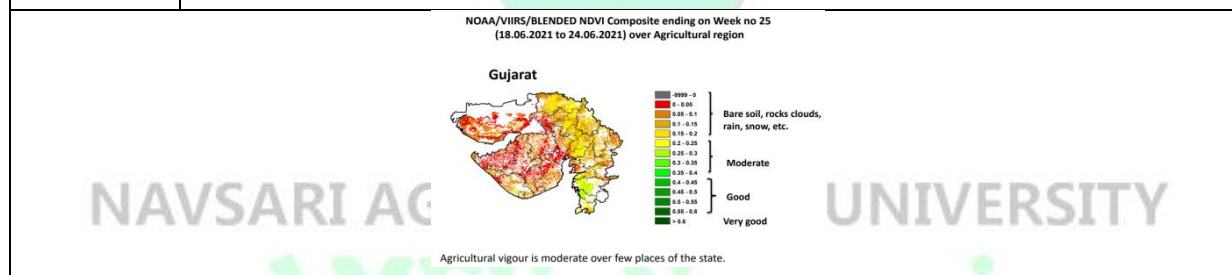 NOAA/VIIRS/BLENDED NDVI Composite ending on Week no 25
(18.06.2021 to 24.06.2021) over Agricultural region
Gujarat
-9999 - 0
0 - 0.05
0.05 - 0.1
0.1 - 0.15
0.15 - 0.2
0.2 - 0.25
0.25 - 0.3
0.3 - 0.35
0.35 - 0.4
0.4 - 0.45
0.45 - 0.5
0.5 - 0.55
0.55 - 0.6
> 0.6
Bare soil, rocks clouds,
rain, snow, etc.
Moderate
Good
Very good
NAVSARI AG UNIVERSITY
Agricultural vigour is moderate over few places of the state.